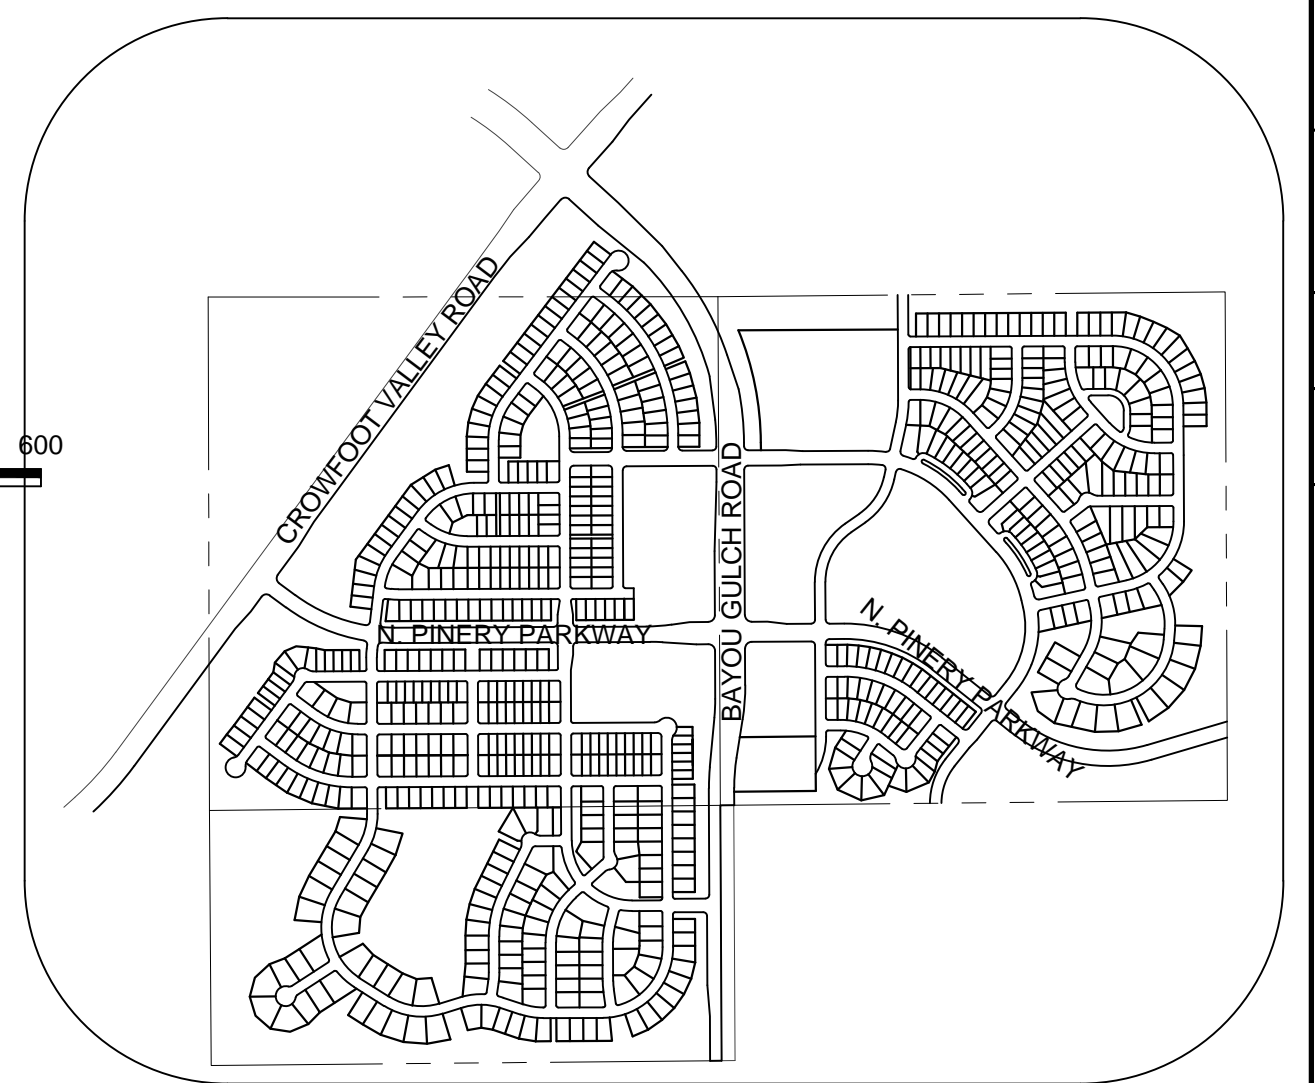 CROWFOOT VALLEY ROAD
600
BAYOU GULCH ROAD
N. PINERY PARKWAY
N. PINERY PARKWAY